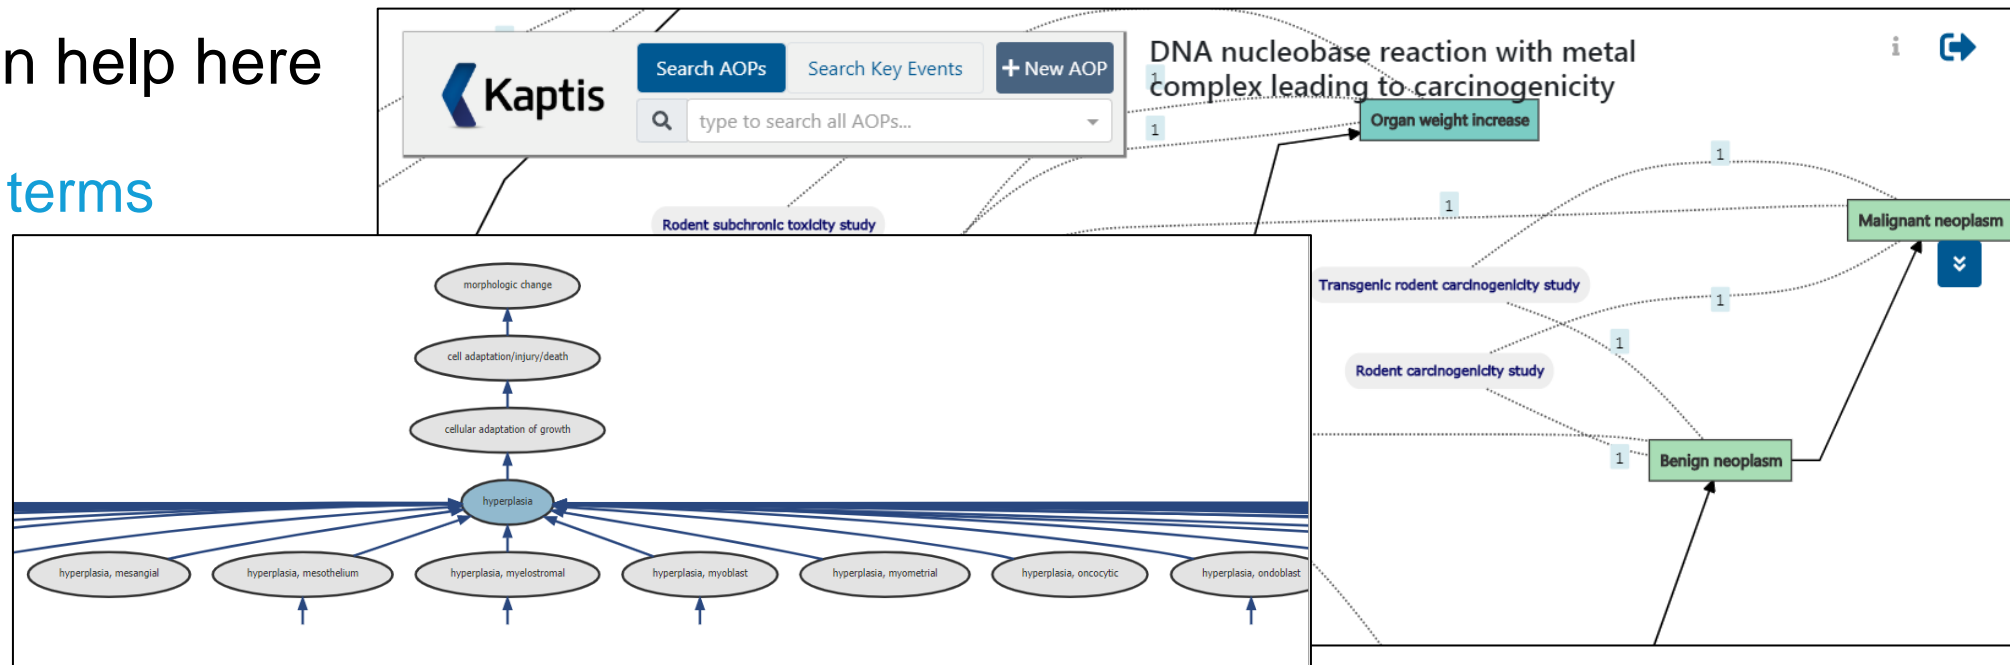 n help here
terms
Kaptis
Search AOPs
Search Key Events
+ New AOP
type to search all AOPs...
DNA nucleobase reaction with metal
complex leading to carcinogenicity
i
1
1
Organ weight increase
1
1
Malignant neoplasm
Rodent subchronic toxicity study
Transgenic rodent carcinogenicity study
1
1
Rodent carcinogenicity study
1
Benign neoplasm
morphologic change
cell adaptation/injury/death
cellular adaptation of growth
hyperplasia
hyperplasia, mesangial
hyperplasia, mesothelium
hyperplasia, myelostromal
hyperplasia, myoblast
hyperplasia, myometrial
hyperplasia, oncocytic
hyperplasia, ondoblast